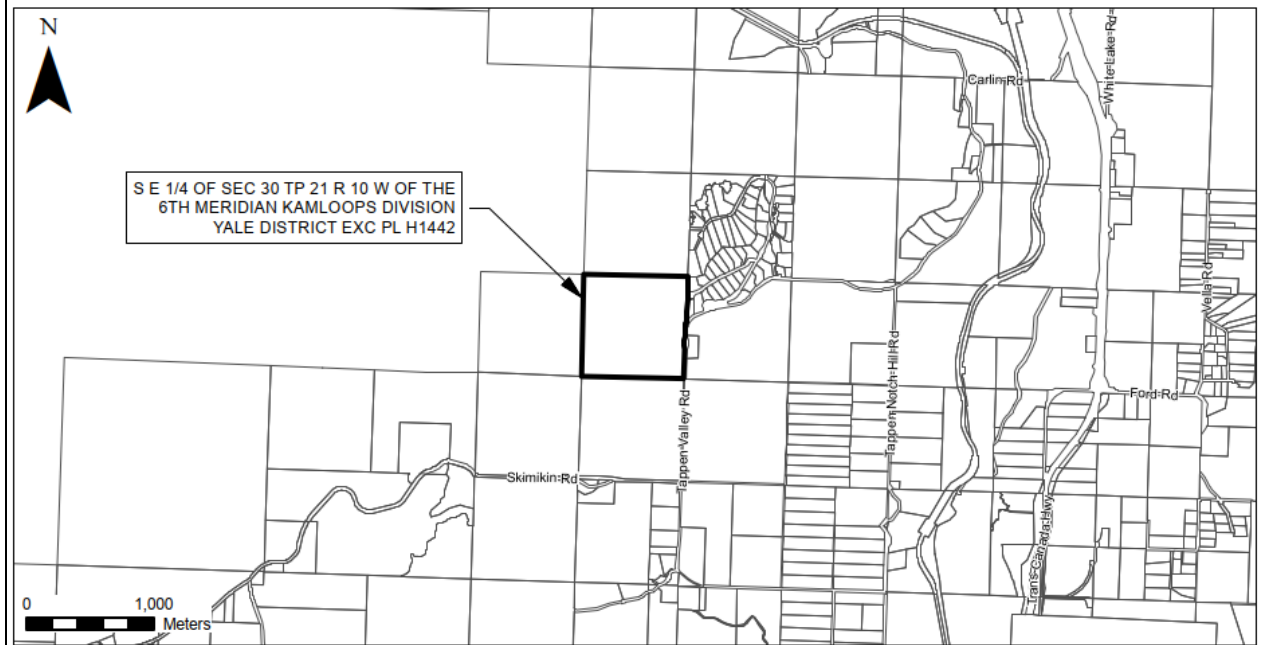 N
Carlin Rd
White Lake Rd
S E 1/4 OF SEC 30 TP 21 R 10 W OF THE
6TH MERIDIAN KAMLOOPS DIVISION
YALE DISTRICT EXC PL H1442
Vella Rd
Tappen Notch Hill Rd
Ford Rd
Tappen Valley Rd
Skimikin Rd
Trans Canada Hwy
0 1,000
Meters